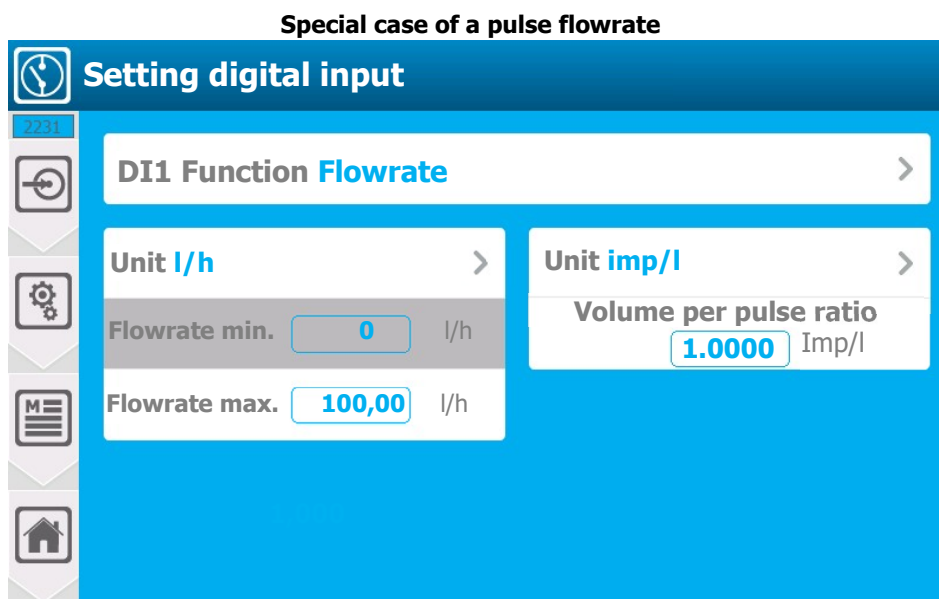 Special case of a pulse flowrate
Setting digital input
2231
DI1 Function Flowrate
Unit l/h
Unit imp/l
Flowrate min. 0 l/h
Volume per pulse ratio
1.0000 Imp/l
Flowrate max. 100,00 l/h
M